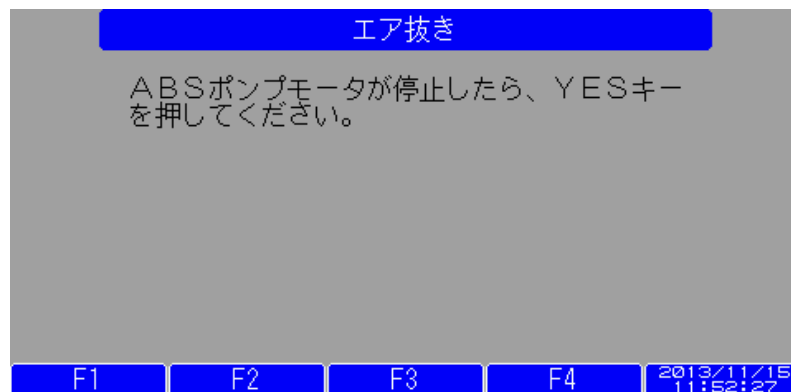 エア抜き
ＡＢＳポンプモータが停止したら、ＹＥＳキー
を押してください。
F1 F2 F3 F4 2013/11/15
11:52:27